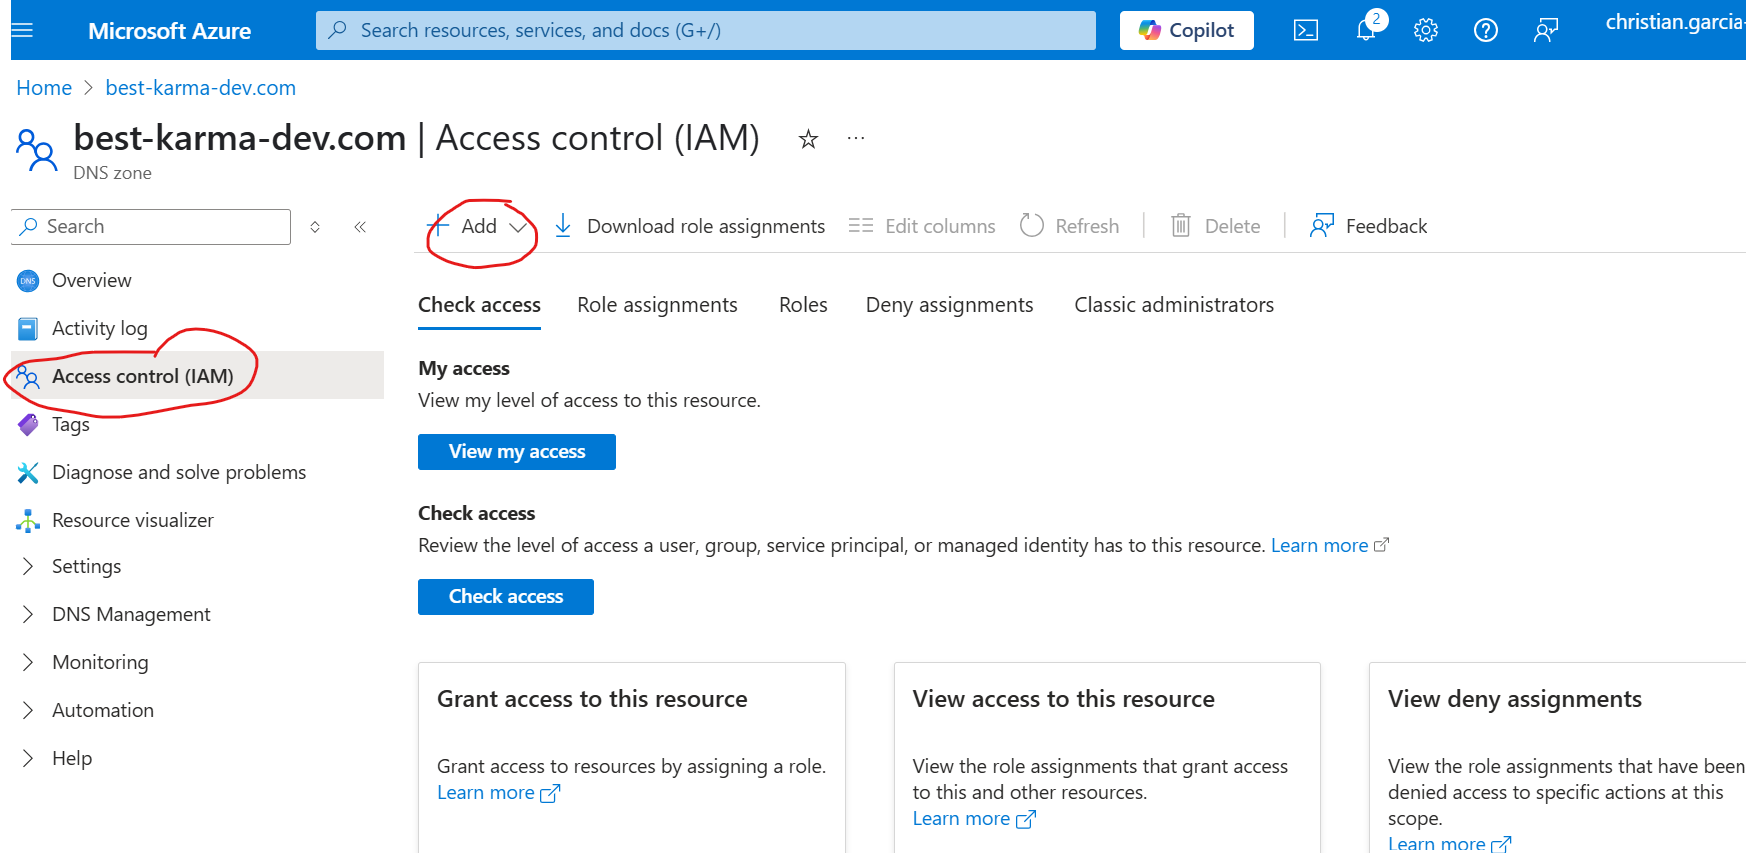 Microsoft Azure
Search resources, services, and docs (G+/)
Copilot
2
christian.garcia-
Home > best-karma-dev.com
best-karma-dev.com | Access control (IAM)
DNS zone
Search
Add
Download role assignments
Edit columns
Refresh
Delete
Feedback
DNS
Overview
Activity log
Access control (IAM)
Tags
Diagnose and solve problems
Resource visualizer
Settings
DNS Management
Monitoring
Automation
Help
Check access
Role assignments
Roles
Deny assignments
Classic administrators
My access
View my level of access to this resource.
View my access
Check access
Review the level of access a user, group, service principal, or managed identity has to this resource. Learn more
Check access
Grant access to this resource
Grant access to resources by assigning a role.
Learn more
View access to this resource
View the role assignments that grant access
to this and other resources.
Learn more
View deny assignments
View the role assignments that have been
denied access to specific actions at this
scope.
Learn more